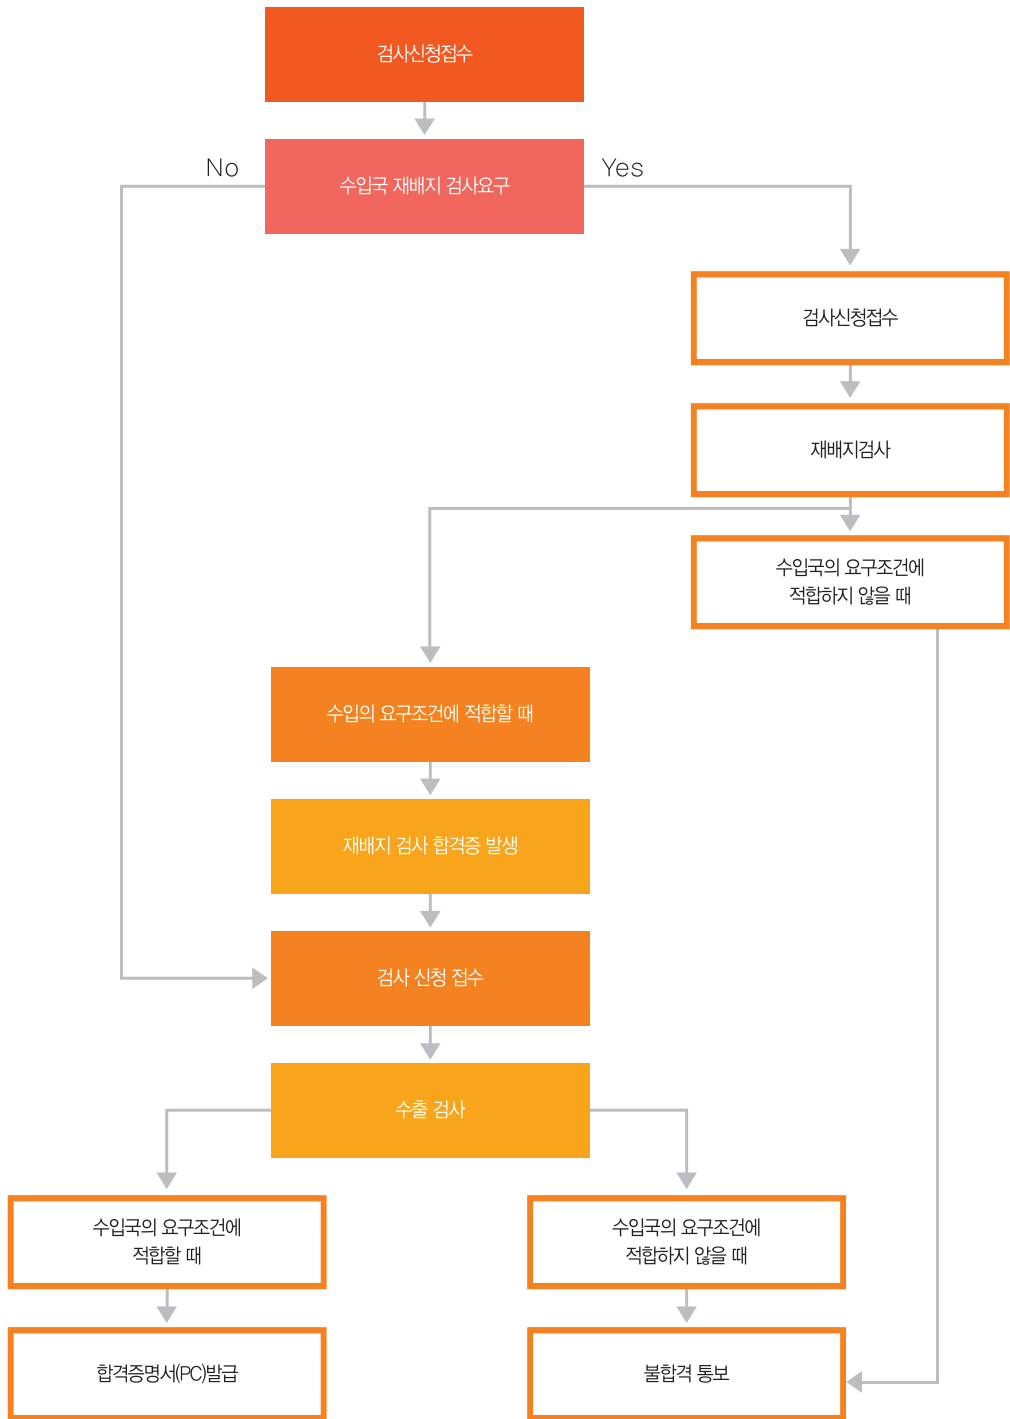 검사신청접수
No
수입국 재배지 검사요구
Yes
검사신청접수
재배지검사
수입국의 요구조건에
적합하지 않을 때
수입의 요구조건에 적합할 때
재배지 검사 합격증 발생
검사 신청 접수
수출 검사
수입국의 요구조건에
적합할 때
수입국의 요구조건에
적합하지 않을 때
합격증명서(PC)발급
불합격 통보